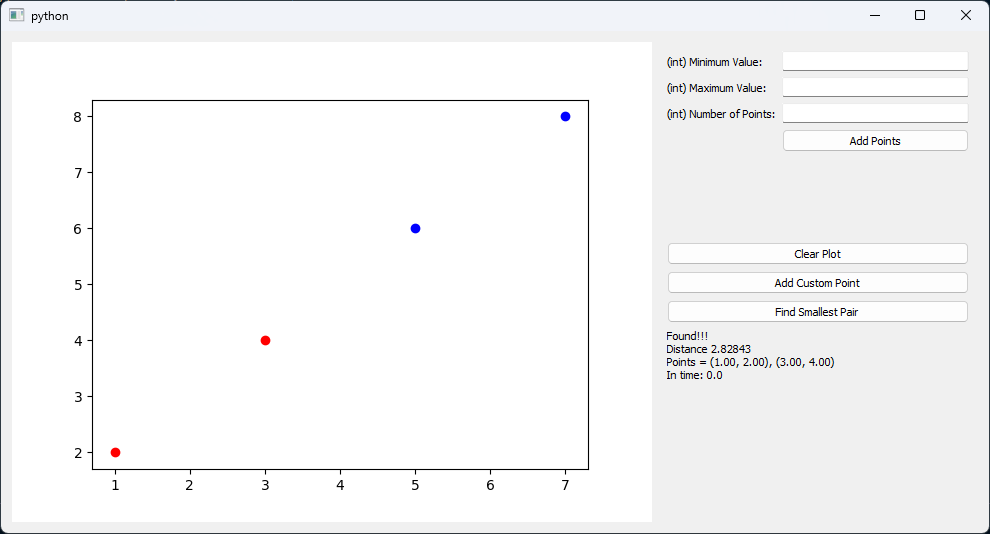 python
8
7
6
5
4
3
2
1 2 3 4 5 6 7
(int) Minimum Value:
(int) Maximum Value:
(int) Number of Points:
Add Points
Clear Plot
Add Custom Point
Find Smallest Pair
Found!!!
Distance 2.82843
Points = (1.00, 2.00), (3.00, 4.00)
In time: 0.0